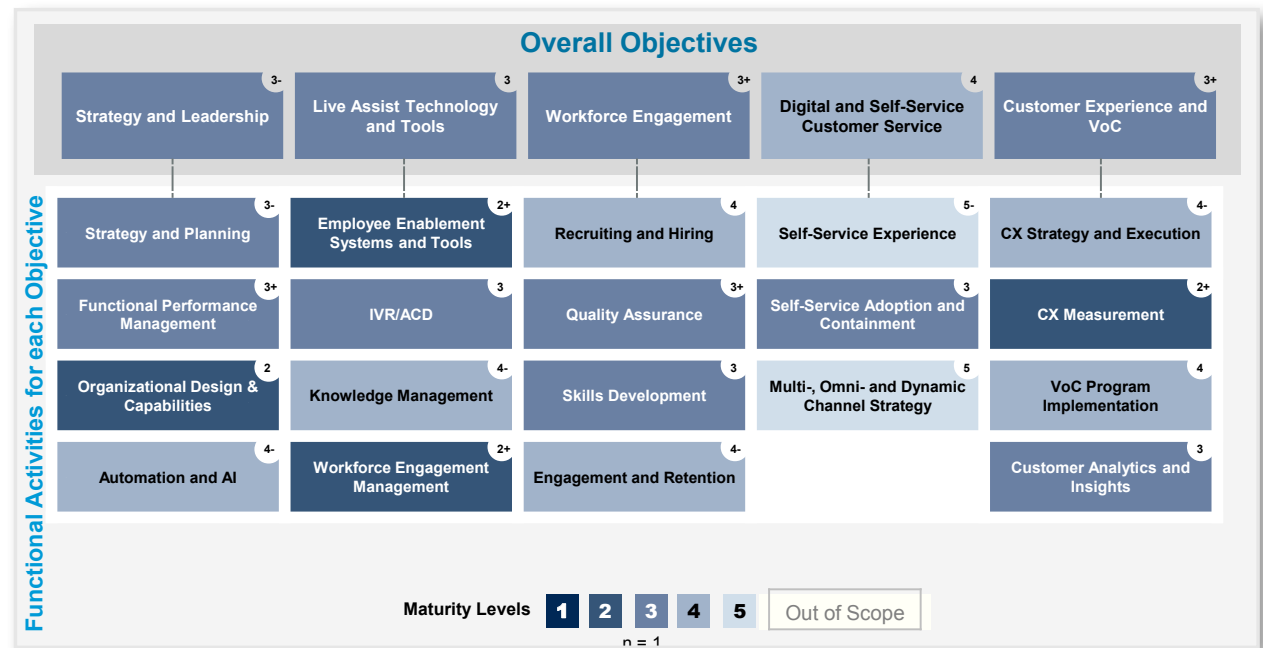 Overall Objectives
3-
Strategy and Leadership
3
Live Assist Technology
and Tools
3+
Workforce Engagement
4
Digital and Self-Service
Customer Service
3+
Customer Experience and
VoC
Functional Activities for each Objective
3-
Strategy and Planning
2+
Employee Enablement
Systems and Tools
4
Recruiting and Hiring
5-
Self-Service Experience
4-
CX Strategy and Execution
3+
Functional Performance
Management
3
IVR/ACD
3+
Quality Assurance
3
Self-Service Adoption and
Containment
2+
CX Measurement
2
Organizational Design &
Capabilities
4-
Knowledge Management
3
Skills Development
5
Multi-, Omni- and Dynamic
Channel Strategy
4
VoC Program
Implementation
4-
Automation and AI
2+
Workforce Engagement
Management
4-
Engagement and Retention
3
Customer Analytics and
Insights
Maturity Levels 1 2 3 4 5 Out of Scope
n = 1